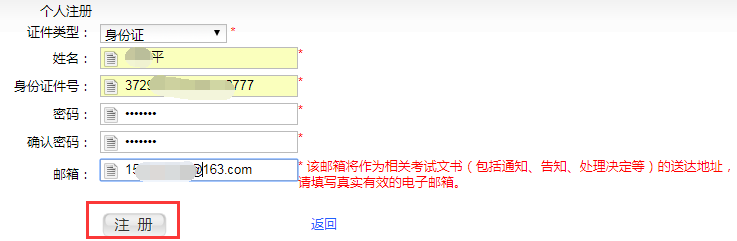 个人注册
证件类型： 身份证 *
姓名： 平 *
身份证件号： 3729 0777 *
密码： ••••••• *
确认密码： ••••••• *
邮箱： 15 @163.com * 该邮箱将作为相关考试文书（包括通知、告知、处理决定等）的送达地址，
请填写真实有效的电子邮箱。
注 册 返回